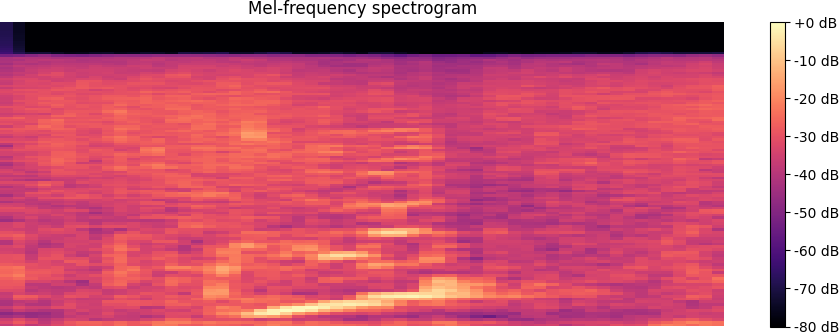 Mel-frequency spectrogram
+0 dB
-10 dB
-20 dB
-30 dB
-40 dB
-50 dB
-60 dB
-70 dB
-80 dB